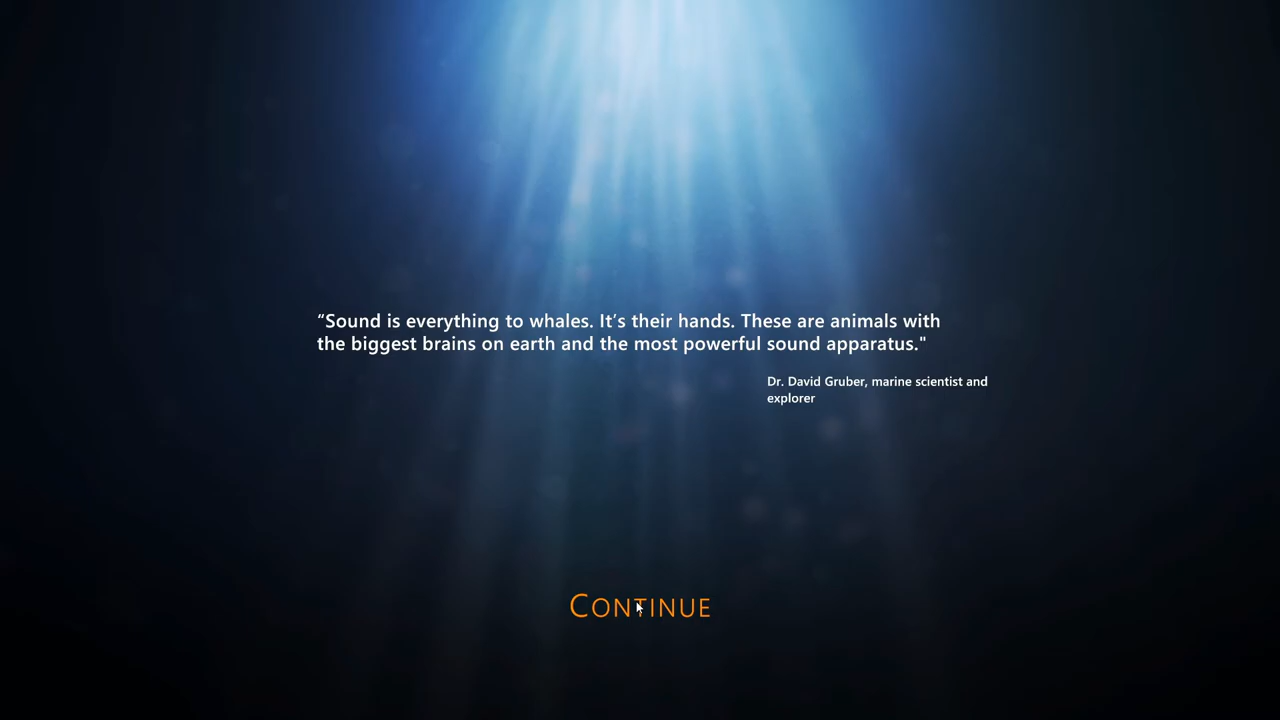 “Sound is everything to whales. It’s their hands. These are animals with
the biggest brains on earth and the most powerful sound apparatus."
Dr. David Gruber, marine scientist and
explorer
CONTINUE